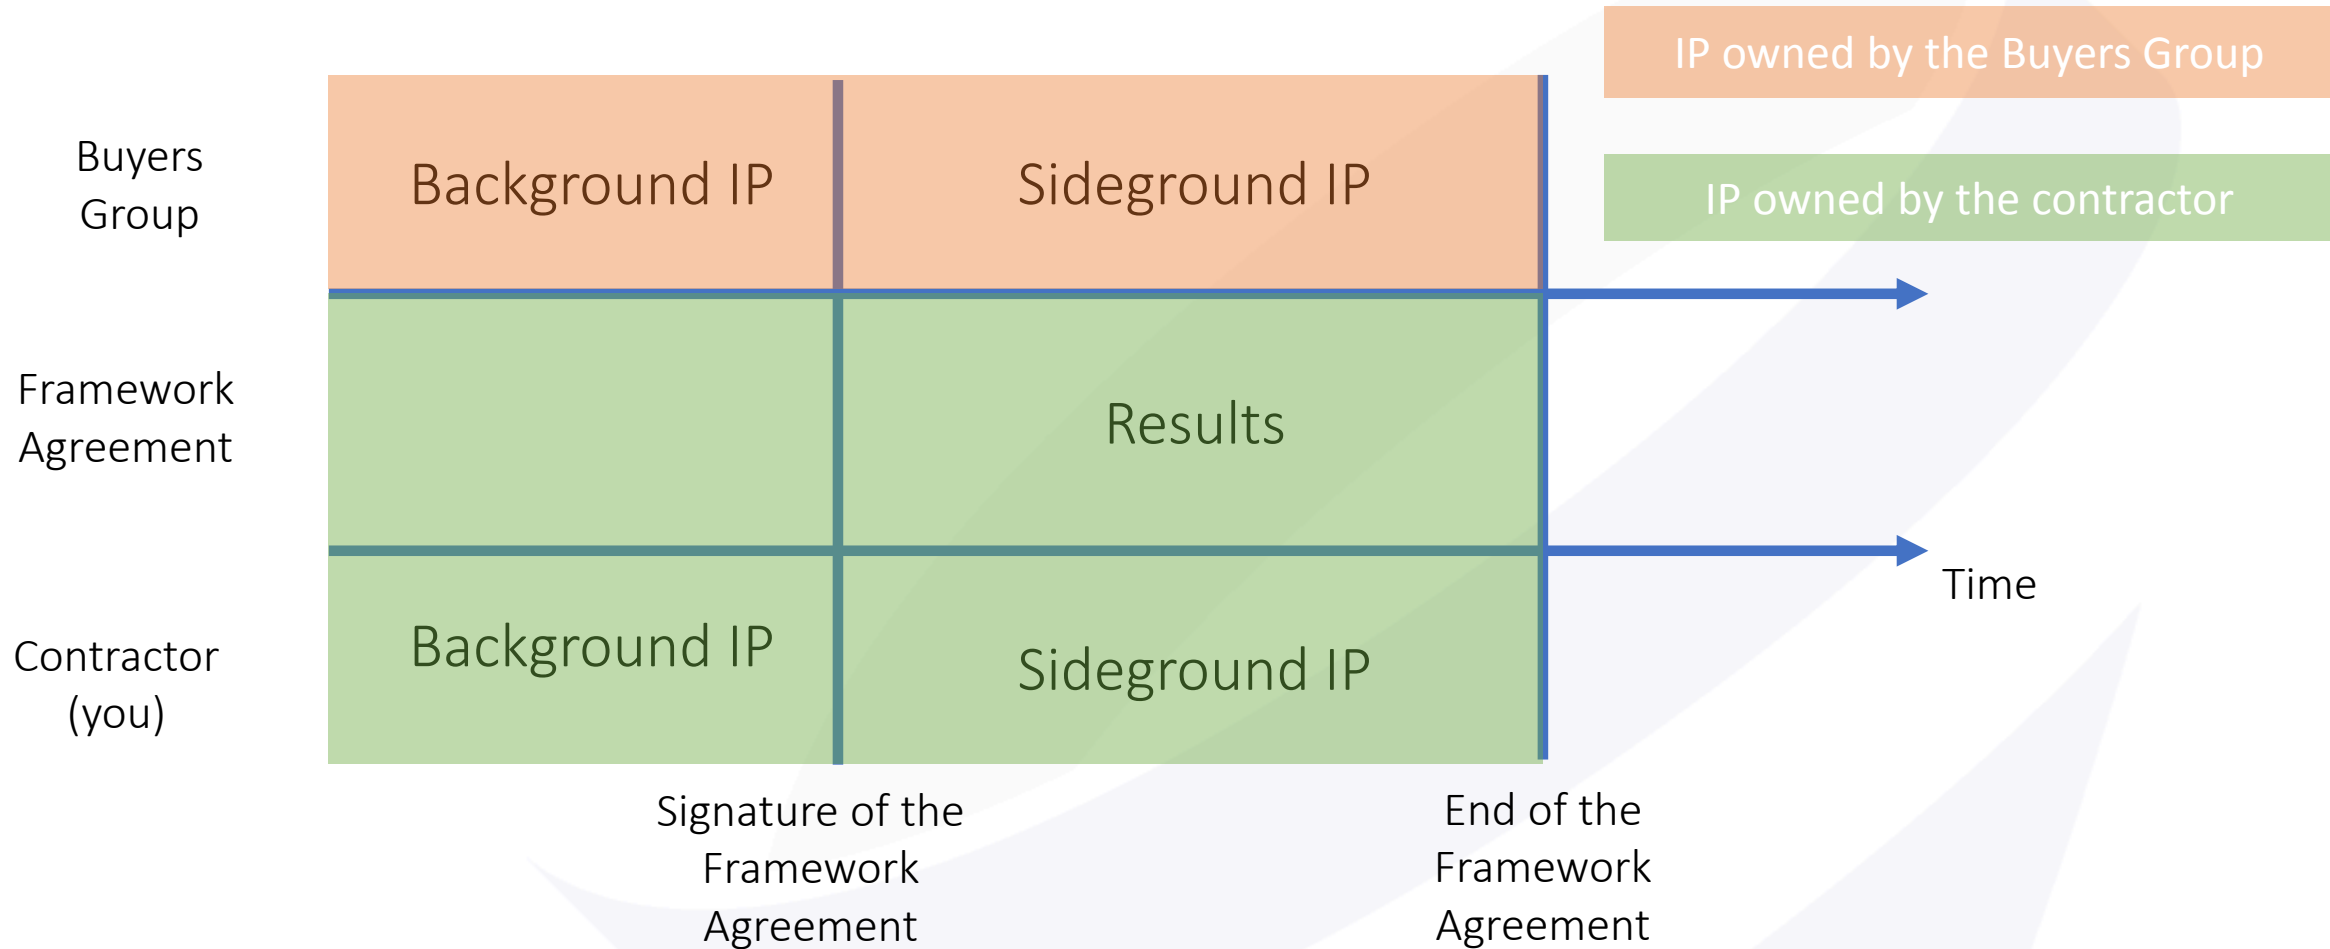 IP owned by the Buyers Group
Buyers
Group
Background IP
Sideground IP
IP owned by the contractor
Framework
Agreement
Results
Time
Contractor
(you)
Background IP
Sideground IP
Signature of the
Framework
Agreement
End of the
Framework
Agreement